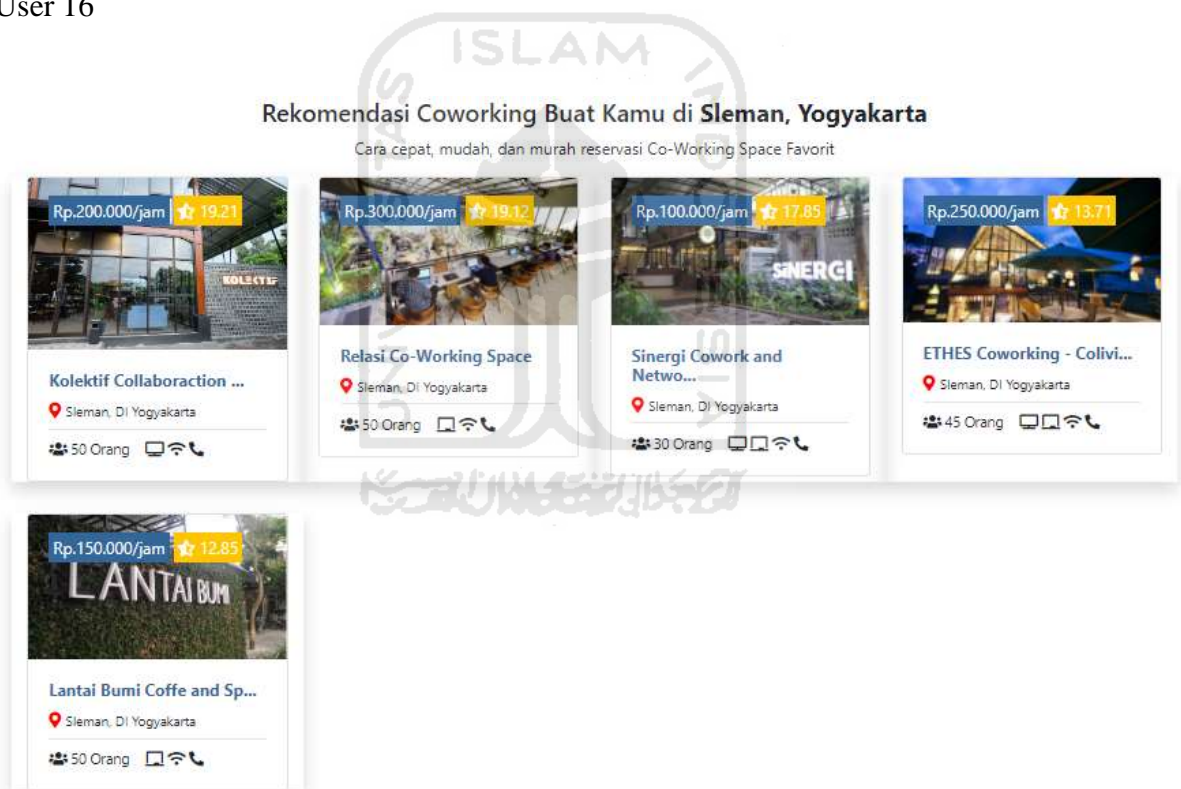 User 16
Rekomendasi Coworking Buat Kamu di Sleman, Yogyakarta
Cara cepat, mudah, dan murah reservasi Co-Working Space Favorit
Rp.200.000/jam 19.21
KOLEKTIF
Kolektif Collaboraction ...
Sleman, DI Yogyakarta
50 Orang
Rp.300.000/jam 19.12
Relasi Co-Working Space
Sleman, DI Yogyakarta
50 Orang
Rp.100.000/jam 17.85
SINERGI
Sinergi Cowork and
Netwo...
Sleman, DI Yogyakarta
30 Orang
Rp.250.000/jam 13.71
ETHES Coworking - Colivi...
Sleman, DI Yogyakarta
45 Orang
Rp.150.000/jam 12.85
LANTAI BUMI
Lantai Bumi Coffe and Sp...
Sleman, DI Yogyakarta
50 Orang
UNIVERSITAS ISLAM INDONESIA